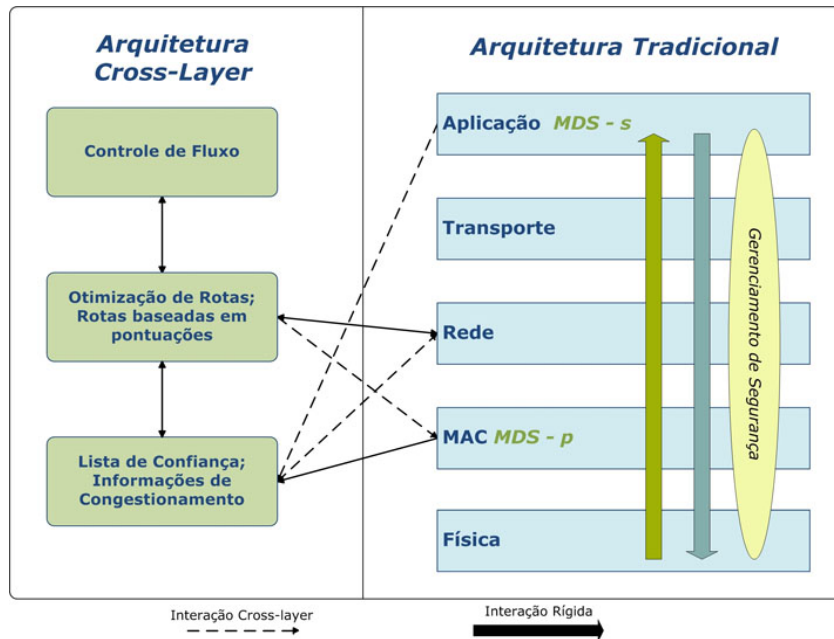 Arquitetura
Cross-Layer
Controle de Fluxo
Otimização de Rotas;
Rotas baseadas em
pontuações
Lista de Confiança;
Informações de
Congestionamento
Arquitetura Tradicional
Aplicação MDS - s
Transporte
Rede
MAC MDS - p
Física
Gerenciamento de Segurança
Interação Cross-layer
Interação Rígida